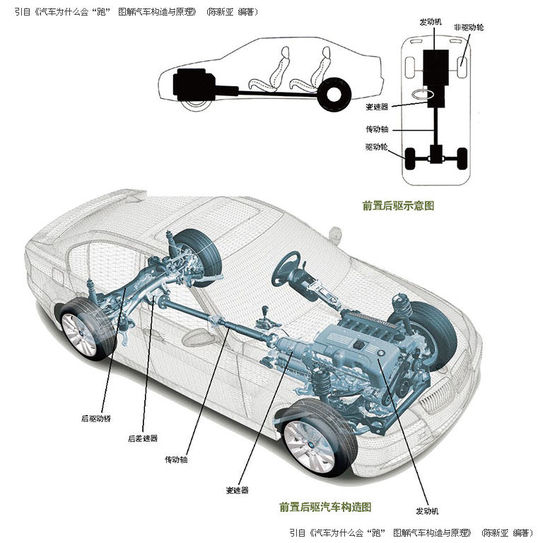 引自《汽车为什么会“跑” 图解汽车构造与原理》 (陈新亚 编著)
发动机
非驱动轮
变速器
传动轴
驱动轮
前置后驱示意图
后驱动桥
后差速器
传动轴
变速器
发动机
前置后驱汽车构造图
引自《汽车为什么会“跑” 图解汽车构造与原理》 (陈新亚 编著)